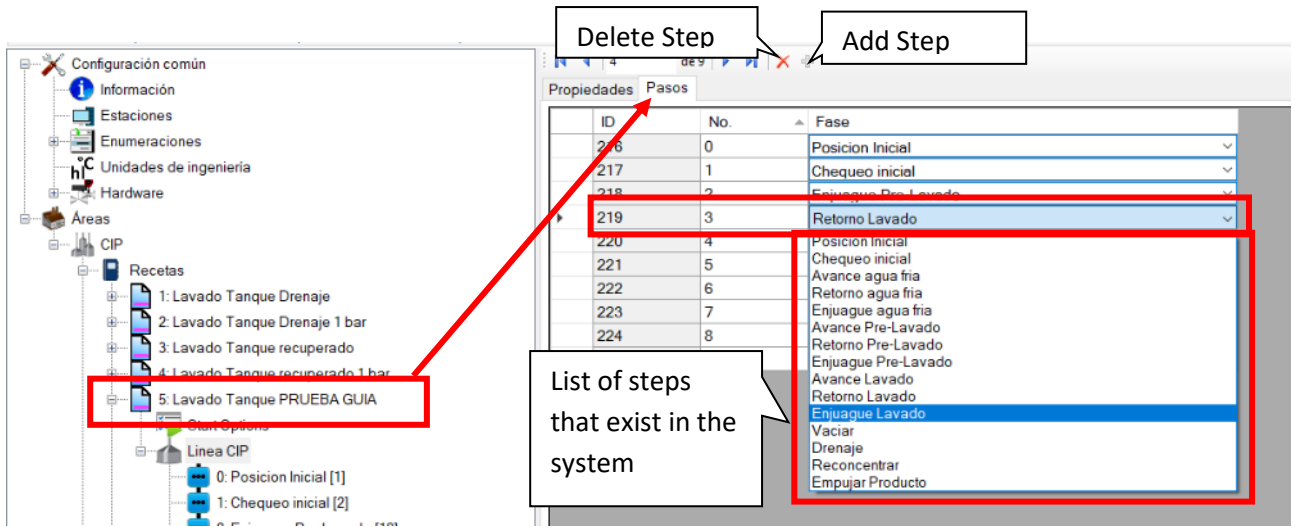 Delete Step
Add Step
4 de 9
Configuración común
Información
Estaciones
Enumeraciones
Unidades de ingeniería
Hardware
Áreas
CIP
Recetas
1: Lavado Tanque Drenaje
2: Lavado Tanque Drenaje 1 bar
3: Lavado Tanque recuperado
4: Lavado Tanque recuperado 1 bar
5: Lavado Tanque PRUEBA GUIA
Start Options
Linea CIP
0: Posicion Inicial [1]
1: Chequeo inicial [2]
Propiedades Pasos
ID No. Fase
216 0 Posicion Inicial
217 1 Chequeo inicial
218 2 Enjuague Pre-Lavado
219 3 Retorno Lavado
220 4
221 5
222 6
223 7
224 8
Posicion Inicial
Chequeo inicial
Avance agua fria
Retorno agua fria
Enjuague agua fria
Avance Pre-Lavado
Retorno Pre-Lavado
Enjuague Pre-Lavado
Avance Lavado
Retorno Lavado
Enjuague Lavado
Vaciar
Drenaje
Reconcentrar
Empujar Producto
List of steps
that exist in the
system